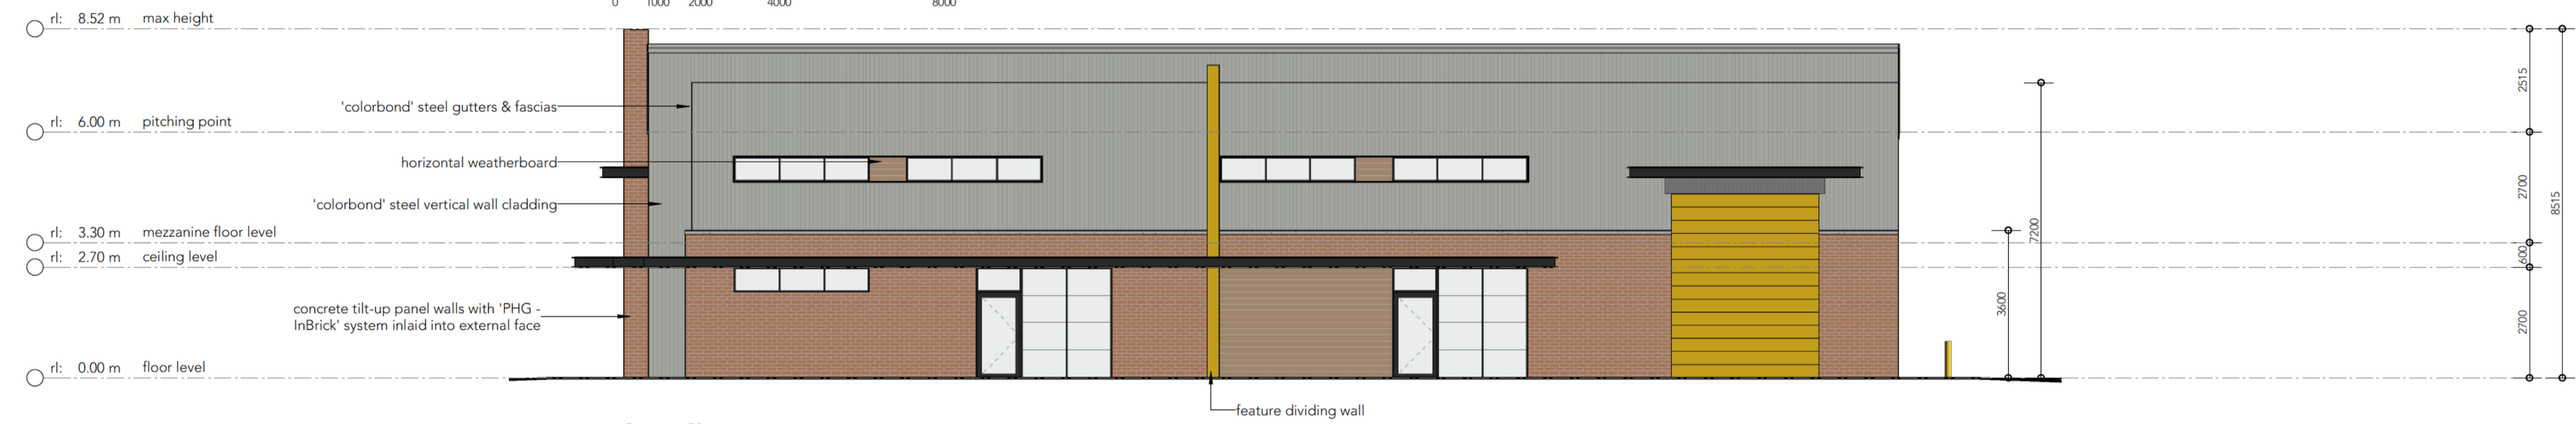 0 1000 2000 4000 8000
rl: 8.52 m max height
'colorbond' steel gutters & fascias
rl: 6.00 m pitching point
horizontal weatherboard
'colorbond' steel vertical wall cladding
rl: 3.30 m mezzanine floor level
rl: 2.70 m ceiling level
concrete tilt-up panel walls with 'PHG -
InBrick' system inlaid into external face
rl: 0.00 m floor level
feature dividing wall
3600
7200
2515
2700
600
2700
8515